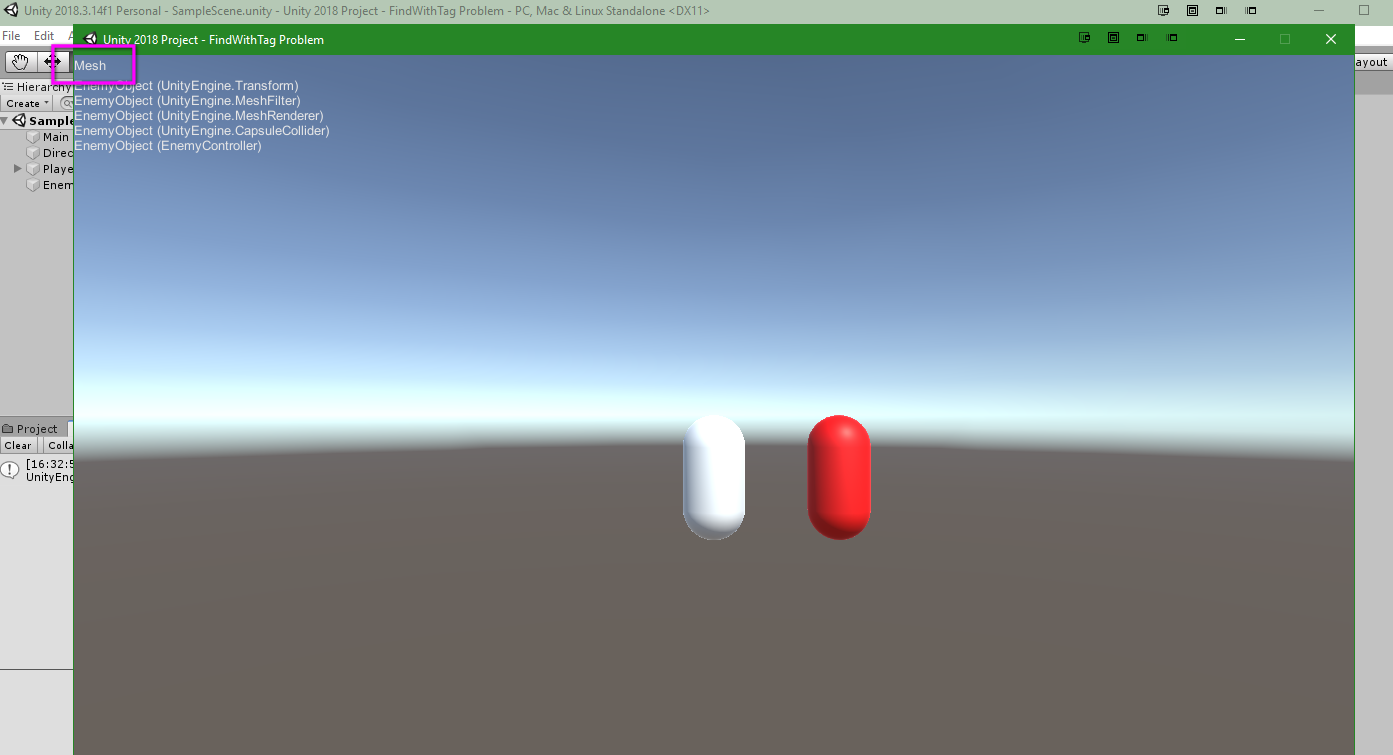 Unity 2018.3.14f1 Personal - SampleScene.unity - Unity 2018 Project - FindWithTag Problem - PC, Mac & Linux Standalone <DX11>
File Edit A
Unity 2018 Project - FindWithTag Problem
Mesh
ayout
EnemyObject (UnityEngine.Transform)
EnemyObject (UnityEngine.MeshFilter)
EnemyObject (UnityEngine.MeshRenderer)
EnemyObject (UnityEngine.CapsuleCollider)
EnemyObject (EnemyController)
Hierarchy
Create
Sample
Main
Direc
Playe
Enem
Project
Clear Colla
[16:32:5
UnityEng